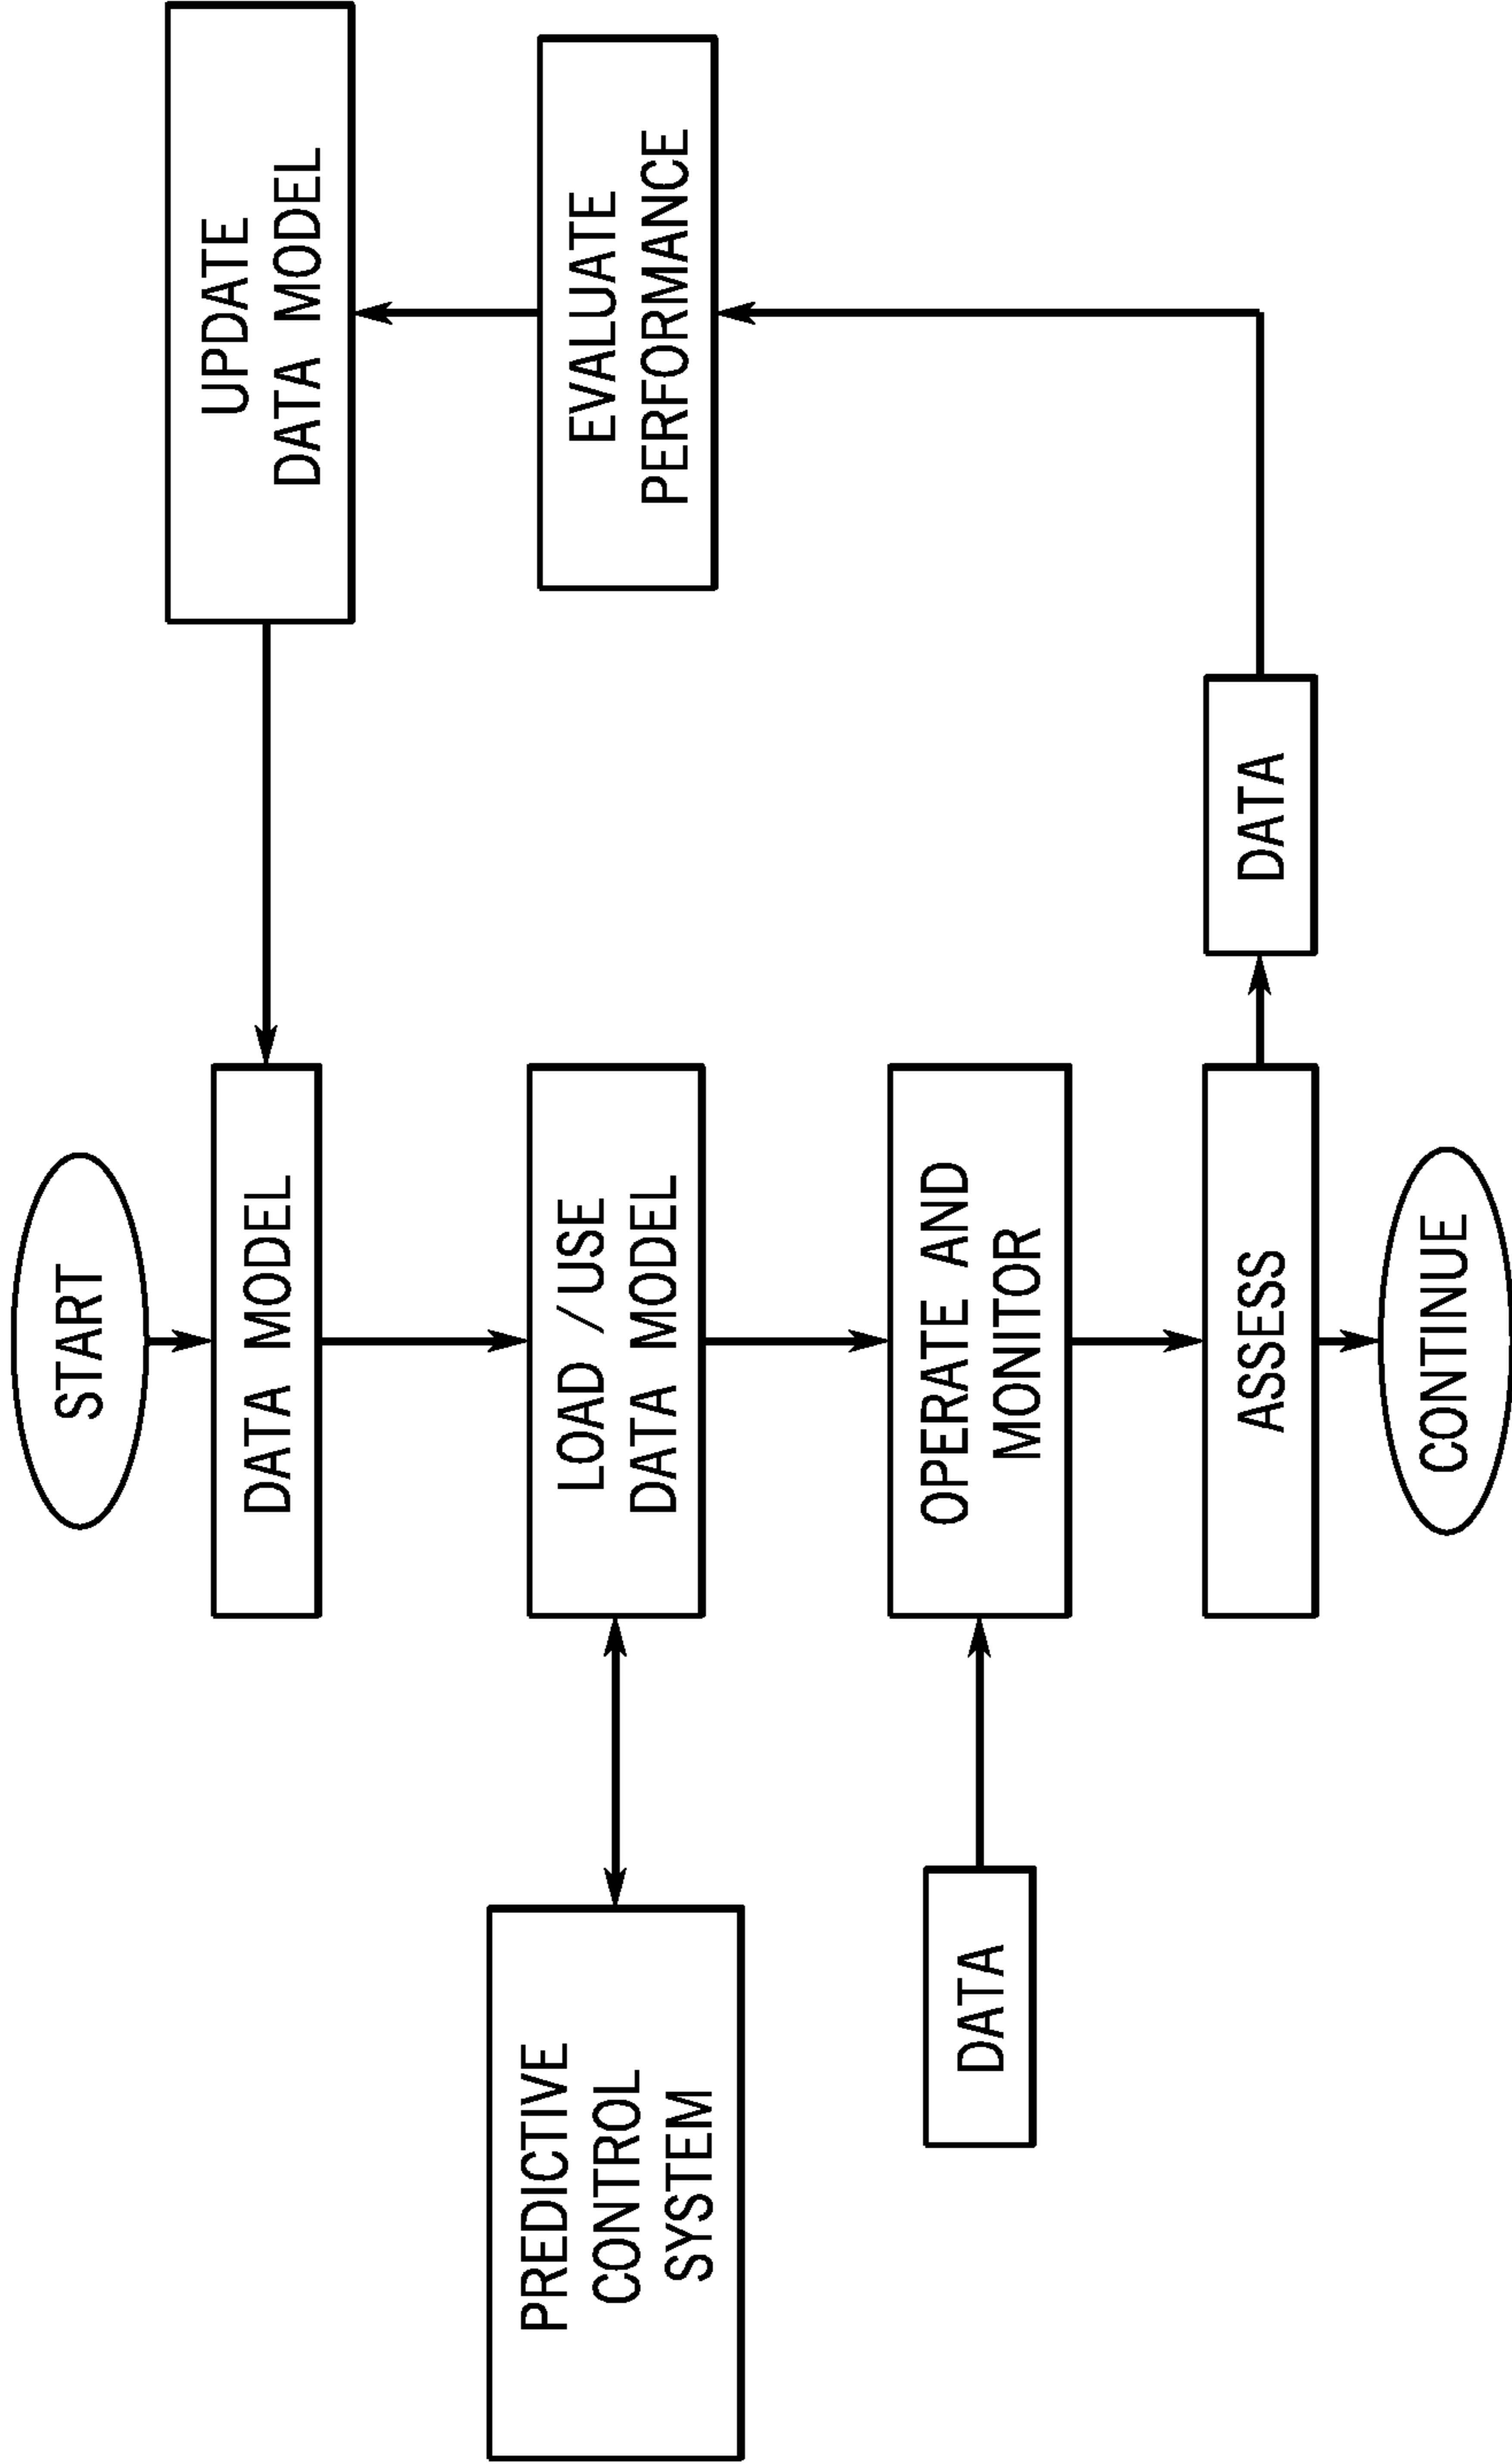 START
DATA MODEL
UPDATE
DATA MODEL
PREDICTIVE
CONTROL
SYSTEM
LOAD/USE
DATA MODEL
EVALUATE
PERFORMANCE
DATA
OPERATE AND
MONITOR
ASSESS
DATA
CONTINUE